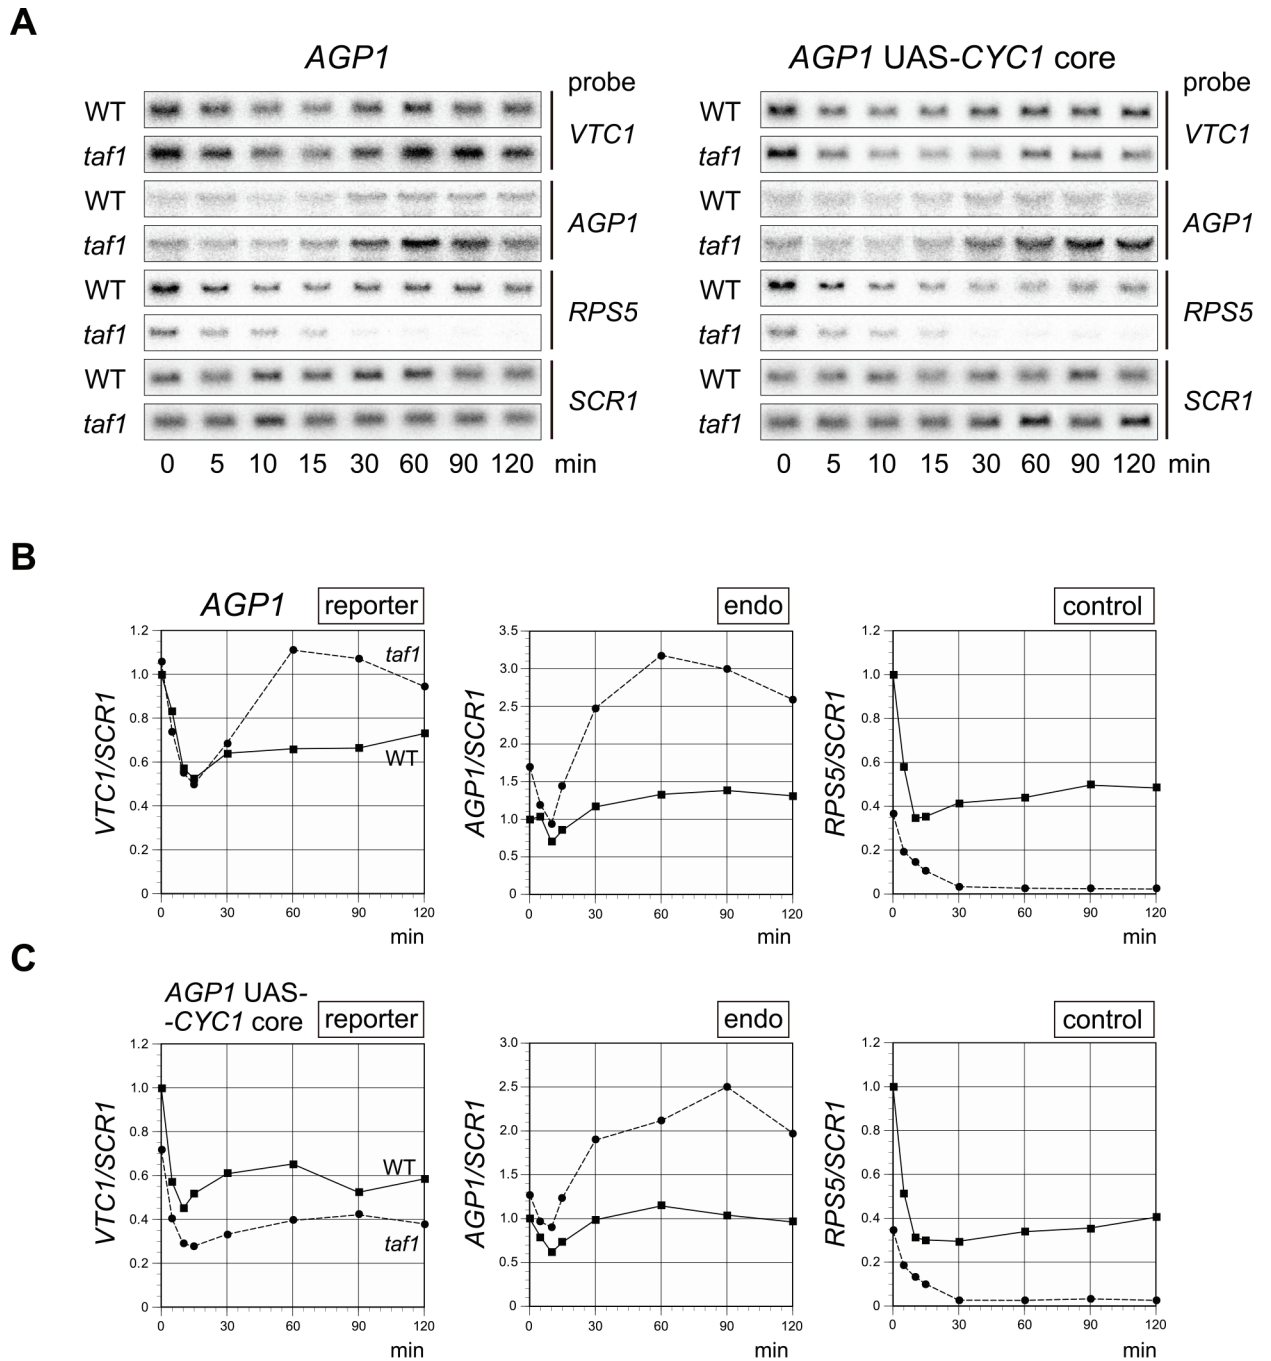 A
AGP1
AGP1 UAS-CYC1 core
probe
probe
WT
taf1
VTC1
WT
taf1
AGP1
WT
taf1
RPS5
WT
taf1
SCR1
0 5 10 15 30 60 90 120 min
WT
taf1
VTC1
WT
taf1
AGP1
WT
taf1
RPS5
WT
taf1
SCR1
0 5 10 15 30 60 90 120 min
B
AGP1
reporter
VTC1/SCR1
1.2
1.0
0.8
0.6
0.4
0.2
0
taf1
WT
0 30 60 90 120
min
endo
AGP1/SCR1
3.5
3.0
2.5
2.0
1.5
1.0
0.5
0
0 30 60 90 120
min
control
RPS5/SCR1
1.2
1.0
0.8
0.6
0.4
0.2
0
0 30 60 90 120
min
C
AGP1 UAS-
-CYC1 core
reporter
VTC1/SCR1
1.2
1.0
0.8
0.6
0.4
0.2
0
WT
taf1
0 30 60 90 120
min
endo
AGP1/SCR1
3.0
2.5
2.0
1.5
1.0
0.5
0
0 30 60 90 120
min
control
RPS5/SCR1
1.2
1.0
0.8
0.6
0.4
0.2
0
0 30 60 90 120
min